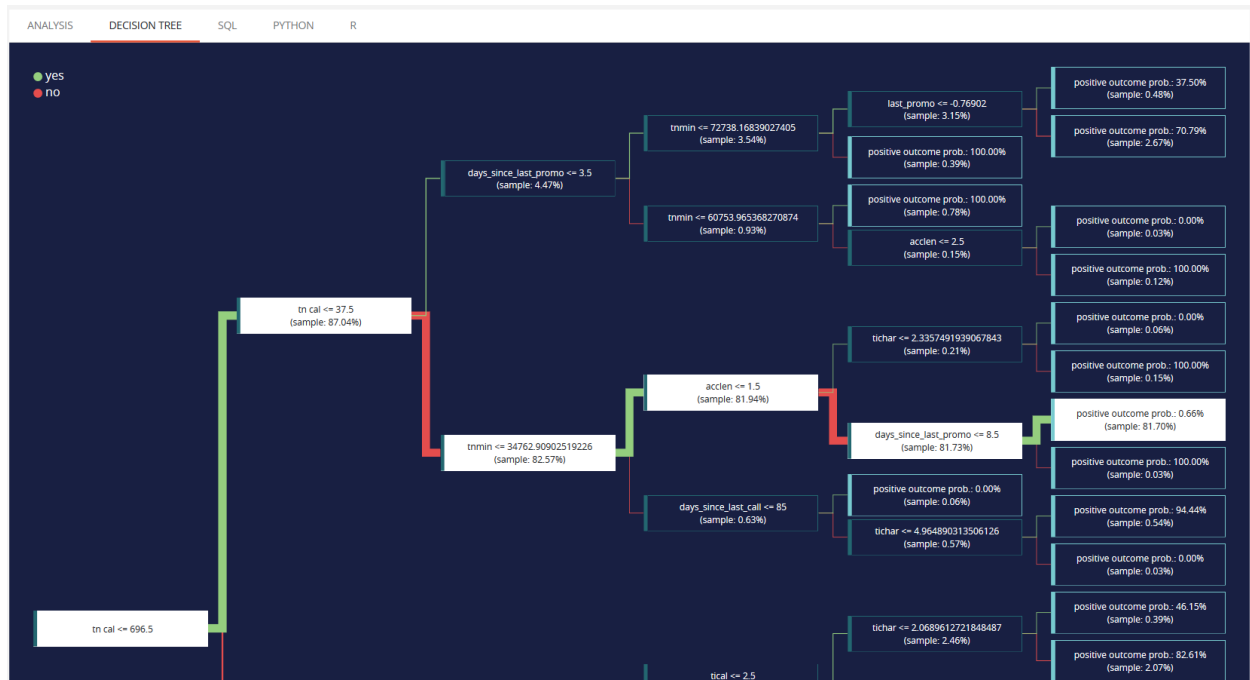 ANALYSIS
DECISION TREE
SQL
PYTHON
R
yes
no
tn cal <= 696.5
tn cal <= 37.5
(sample: 87.04%)
days_since_last_promo <= 3.5
(sample: 4.47%)
tnmin <= 34762.90902519226
(sample: 82.57%)
tnmin <= 72738.16839027405
(sample: 3.54%)
tnmin <= 60753.965368270874
(sample: 0.93%)
acclen <= 1.5
(sample: 81.94%)
days_since_last_call <= 85
(sample: 0.63%)
tical <= 2.5
last_promo <= -0.76902
(sample: 3.15%)
positive outcome prob.: 100.00%
(sample: 0.39%)
positive outcome prob.: 100.00%
(sample: 0.78%)
acclen <= 2.5
(sample: 0.15%)
tichar <= 2.3357491939067843
(sample: 0.21%)
days_since_last_promo <= 8.5
(sample: 81.73%)
positive outcome prob.: 0.00%
(sample: 0.06%)
tichar <= 4.964890313506126
(sample: 0.57%)
tichar <= 2.0689612721848487
(sample: 2.46%)
positive outcome prob.: 37.50%
(sample: 0.48%)
positive outcome prob.: 70.79%
(sample: 2.67%)
positive outcome prob.: 0.00%
(sample: 0.03%)
positive outcome prob.: 100.00%
(sample: 0.12%)
positive outcome prob.: 0.00%
(sample: 0.06%)
positive outcome prob.: 100.00%
(sample: 0.15%)
positive outcome prob.: 0.66%
(sample: 81.70%)
positive outcome prob.: 100.00%
(sample: 0.03%)
positive outcome prob.: 94.44%
(sample: 0.54%)
positive outcome prob.: 0.00%
(sample: 0.03%)
positive outcome prob.: 46.15%
(sample: 0.39%)
positive outcome prob.: 82.61%
(sample: 2.07%)